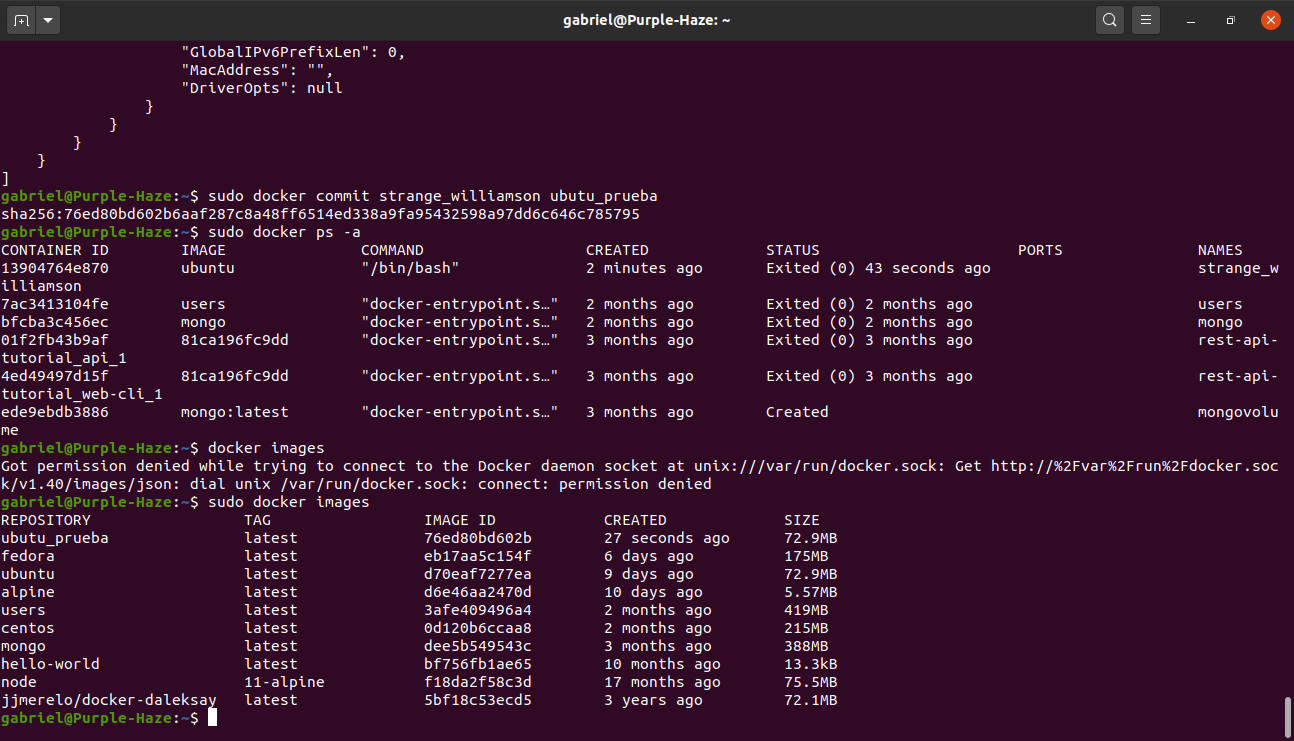 gabriel@Purple-Haze: ~
"GlobalIPv6PrefixLen": 0,
"MacAddress": "",
"DriverOpts": null
}
}
}
}
]
gabriel@Purple-Haze:~$ sudo docker commit strange_williamson ubutu_prueba
sha256:76ed80bd602b6aaf287c8a48ff6514ed338a9fa95432598a97dd6c646c785795
gabriel@Purple-Haze:~$ sudo docker ps -a
CONTAINER ID        IMAGE               COMMAND                  CREATED             STATUS                      PORTS               NAMES
13904764e870        ubuntu              "/bin/bash"              2 minutes ago       Exited (0) 43 seconds ago                       strange_w
illiamson
7ac3413104fe        users               "docker-entrypoint.s…"   2 months ago        Exited (0) 2 months ago                         users
bfcba3c456ec        mongo               "docker-entrypoint.s…"   2 months ago        Exited (0) 2 months ago                         mongo
01f2fb43b9af        81ca196fc9dd        "docker-entrypoint.s…"   3 months ago        Exited (0) 3 months ago                         rest-api-
tutorial_api_1
4ed49497d15f        81ca196fc9dd        "docker-entrypoint.s…"   3 months ago        Exited (0) 3 months ago                         rest-api-
tutorial_web-cli_1
ede9ebdb3886        mongo:latest        "docker-entrypoint.s…"   3 months ago        Created                                         mongovolu
me
gabriel@Purple-Haze:~$ docker images
Got permission denied while trying to connect to the Docker daemon socket at unix:///var/run/docker.sock: Get http://%2Fvar%2Frun%2Fdocker.soc
k/v1.40/images/json: dial unix /var/run/docker.sock: connect: permission denied
gabriel@Purple-Haze:~$ sudo docker images
REPOSITORY                 TAG                 IMAGE ID            CREATED             SIZE
ubutu_prueba               latest              76ed80bd602b        27 seconds ago      72.9MB
fedora                     latest              eb17aa5c154f        6 days ago          175MB
ubuntu                     latest              d70eaf7277ea        9 days ago          72.9MB
alpine                     latest              d6e46aa2470d        10 days ago         5.57MB
users                      latest              3afe409496a4        2 months ago        419MB
centos                     latest              0d120b6ccaa8        2 months ago        215MB
mongo                      latest              dee5b549543c        3 months ago        388MB
hello-world                latest              bf756fb1ae65        10 months ago       13.3kB
node                       11-alpine           f18da2f58c3d        17 months ago       75.5MB
jjmerelo/docker-daleksay   latest              5bf18c53ecd5        3 years ago         72.1MB
gabriel@Purple-Haze:~$